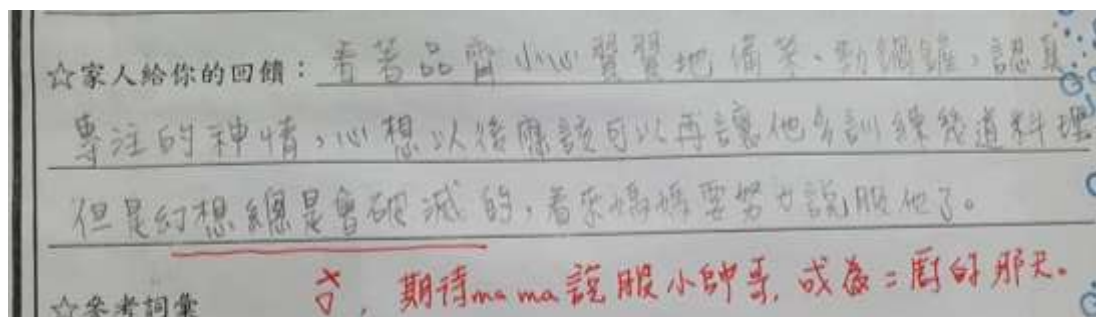 ☆家人給你的回饋：看著品齊小心翼翼地備菜、動鍋鏟，認真
專注的神情，心想以後應該可以再讓他多訓練幾道料理
但是幻想總是會破滅的，看來媽媽要努力說服他了。
，期待mama說服小帥哥，成為二廚的那天。
☆參考詞彙